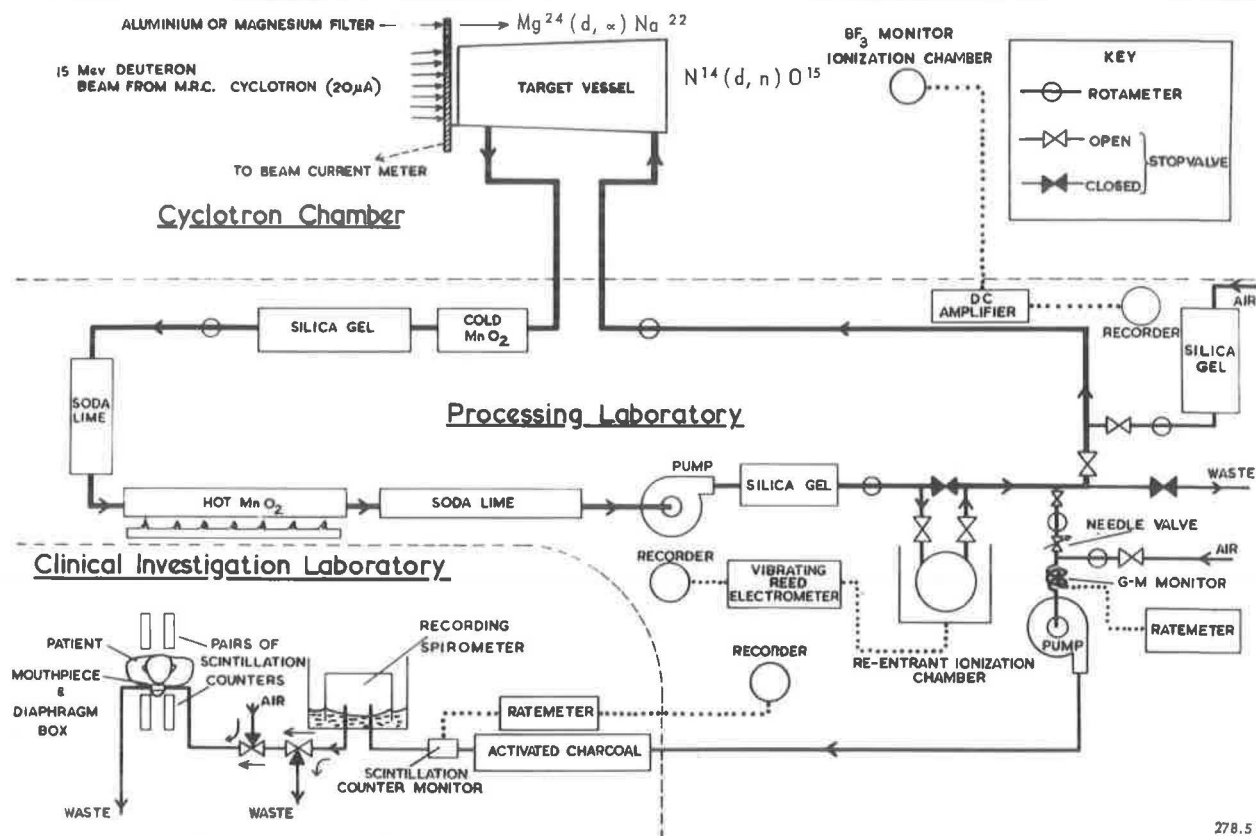 ALUMINIUM OR MAGNESIUM FILTER
Mg²⁴ (d, ∝) Na ²²
15 Mev DEUTERON
BEAM FROM M.R.C. CYCLOTRON (20µA)
TARGET VESSEL
N¹⁴ (d, n) O¹⁵
TO BEAM CURRENT METER
BF₃ MONITOR
IONIZATION CHAMBER
KEY
ROTAMETER
OPEN
STOPVALVE
CLOSED
Cyclotron Chamber
SILICA GEL
COLD
MnO₂
DC
AMPLIFIER
RECORDER
AIR
SILICA
GEL
SODA
LIME
Processing Laboratory
HOT MnO₂
SODA LIME
PUMP
SILICA GEL
WASTE
NEEDLE VALVE
AIR
G-M MONITOR
RATEMETER
PUMP
RECORDER
VIBRATING
REED
ELECTROMETER
RE-ENTRANT IONIZATION
CHAMBER
Clinical Investigation Laboratory
PATIENT
MOUTHPIECE
&
DIAPHRAGM
BOX
PAIRS OF
SCINTILLATION
COUNTERS
AIR
RECORDING
SPIROMETER
RECORDER
RATEMETER
ACTIVATED CHARCOAL
SCINTILLATION
COUNTER MONITOR
WASTE
WASTE
278.5